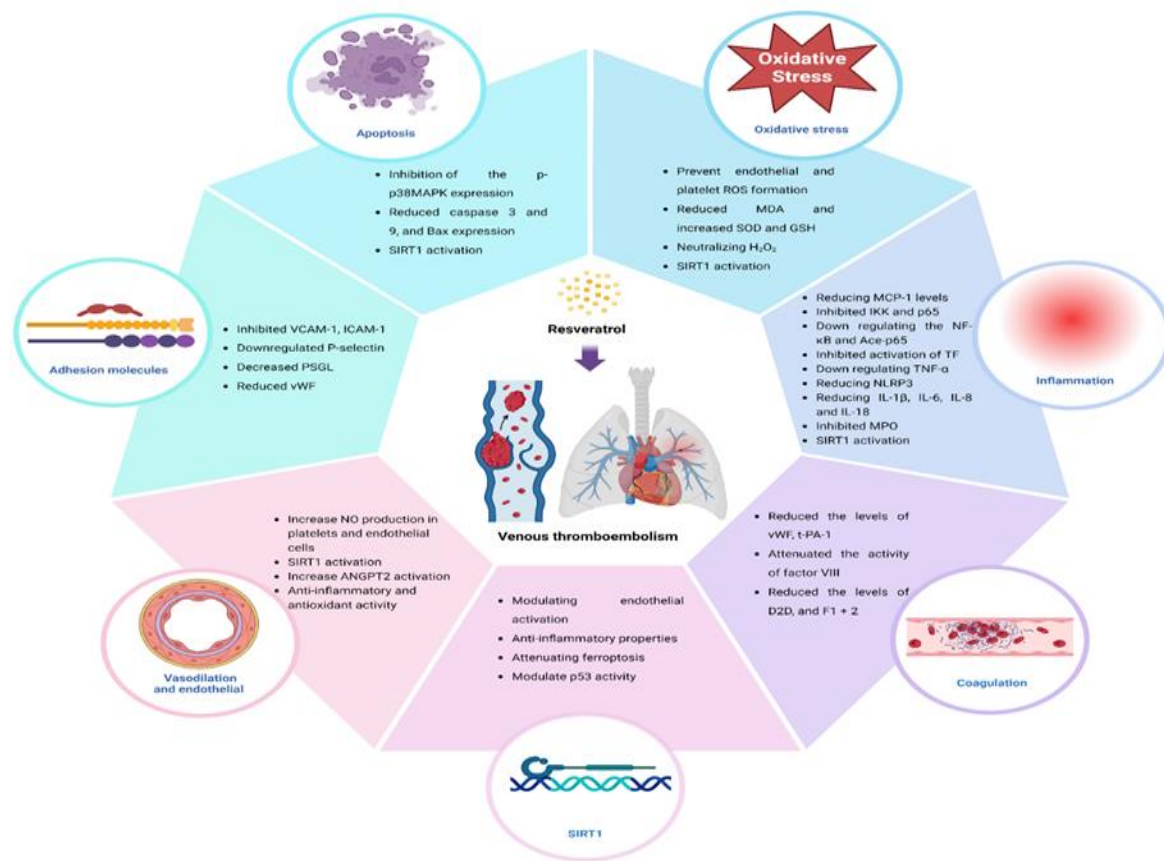 Apoptosis
• Inhibition of the p-
p38MAPK expression
• Reduced caspase 3 and
9, and Bax expression
• SIRT1 activation
Oxidative
Stress
Oxidative stress
• Prevent endothelial and
platelet ROS formation
• Reduced MDA and
increased SOD and GSH
• Neutralizing H₂O₂
• SIRT1 activation
Adhesion molecules
• Inhibited VCAM-1, ICAM-1
• Downregulated P-selectin
• Decreased PSGL
• Reduced vWF
Resveratrol
Venous thromboembolism
• Reducing MCP-1 levels
• Inhibited IKK and p65
• Down regulating the NF-
κB and Ace-p65
• Inhibited activation of TF
• Down regulating TNF-α
• Reducing NLRP3
• Reducing IL-1β, IL-6, IL-8
and IL-18
• Inhibited MPO
• SIRT1 activation
Inflammation
• Increase NO production in
platelets and endothelial
cells
• SIRT1 activation
• Increase ANGPT2 activation
• Anti-inflammatory and
antioxidant activity
Vasodilation
and endothelial
• Modulating endothelial
activation
• Anti-inflammatory properties
• Attenuating ferroptosis
• Modulate p53 activity
SIRT1
• Reduced the levels of
vWF, t-PA-1
• Attenuated the activity
of factor VIII
• Reduced the levels of
D2D, and F1 + 2
Coagulation